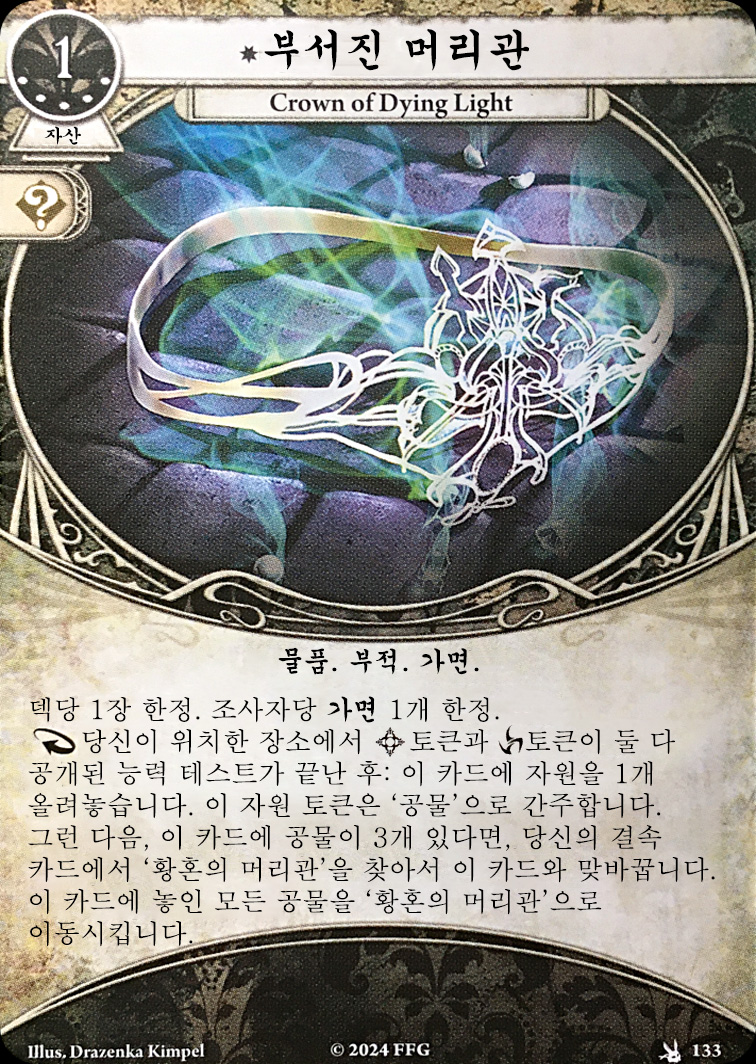 1
부서진 머리관
자산
Crown of Dying Light
?
물품. 부적. 가면.
덱당 1장 한정. 조사자당 가면 1개 한정.
당신이 위치한 장소에서 토큰과 토큰이 둘 다
공개된 능력 테스트가 끝난 후: 이 카드에 자원을 1개
올려놓습니다. 이 자원 토큰은 ‘공물’으로 간주합니다.
그런 다음, 이 카드에 공물이 3개 있다면, 당신의 결속
카드에서 ‘황혼의 머리관’을 찾아서 이 카드와 맞바꿉니다.
이 카드에 놓인 모든 공물을 ‘황혼의 머리관’으로
이동시킵니다.
Illus. Drazenka Kimpel
© 2024 FFG
133